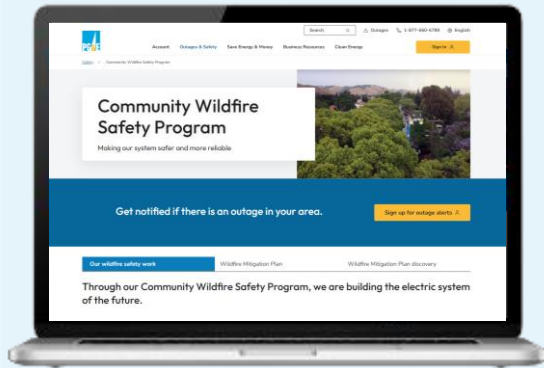 Search
Outages
1-877-660-6789
English
PG&E
Account Outages & Safety Save Energy & Money Business Resources Clean Energy
Sign in
Safety / Community Wildfire Safety Program
Community Wildfire
Safety Program
Making our system safer and more reliable
Get notified if there is an outage in your area.
Sign up for outage alerts
Our wildfire safety work Wildfire Mitigation Plan Wildfire Mitigation Plan discovery
Through our Community Wildfire Safety Program, we are building the electric system
of the future.